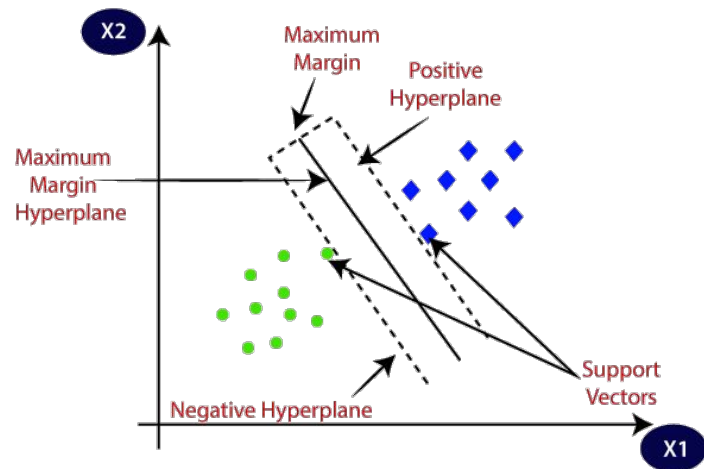 X2
Maximum
Margin
Positive
Hyperplane
Maximum
Margin
Hyperplane
Support
Vectors
Negative Hyperplane
X1